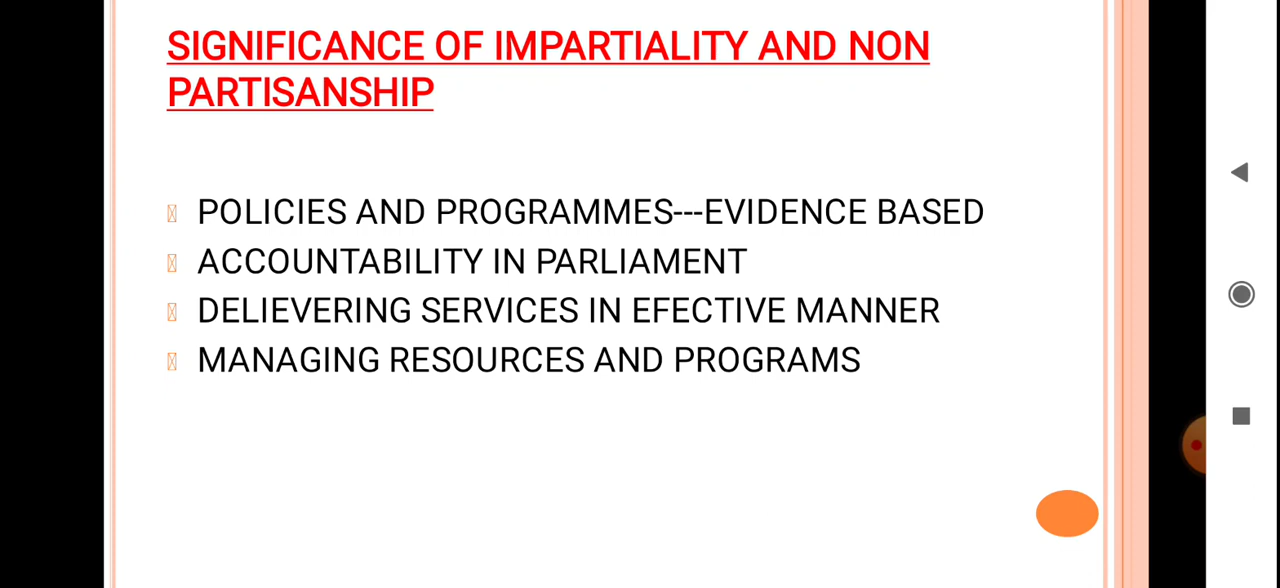 SIGNIFICANCE OF IMPARTIALITY AND NON
PARTISANSHIP
POLICIES AND PROGRAMMES---EVIDENCE BASED
ACCOUNTABILITY IN PARLIAMENT
DELIEVERING SERVICES IN EFECTIVE MANNER
MANAGING RESOURCES AND PROGRAMS